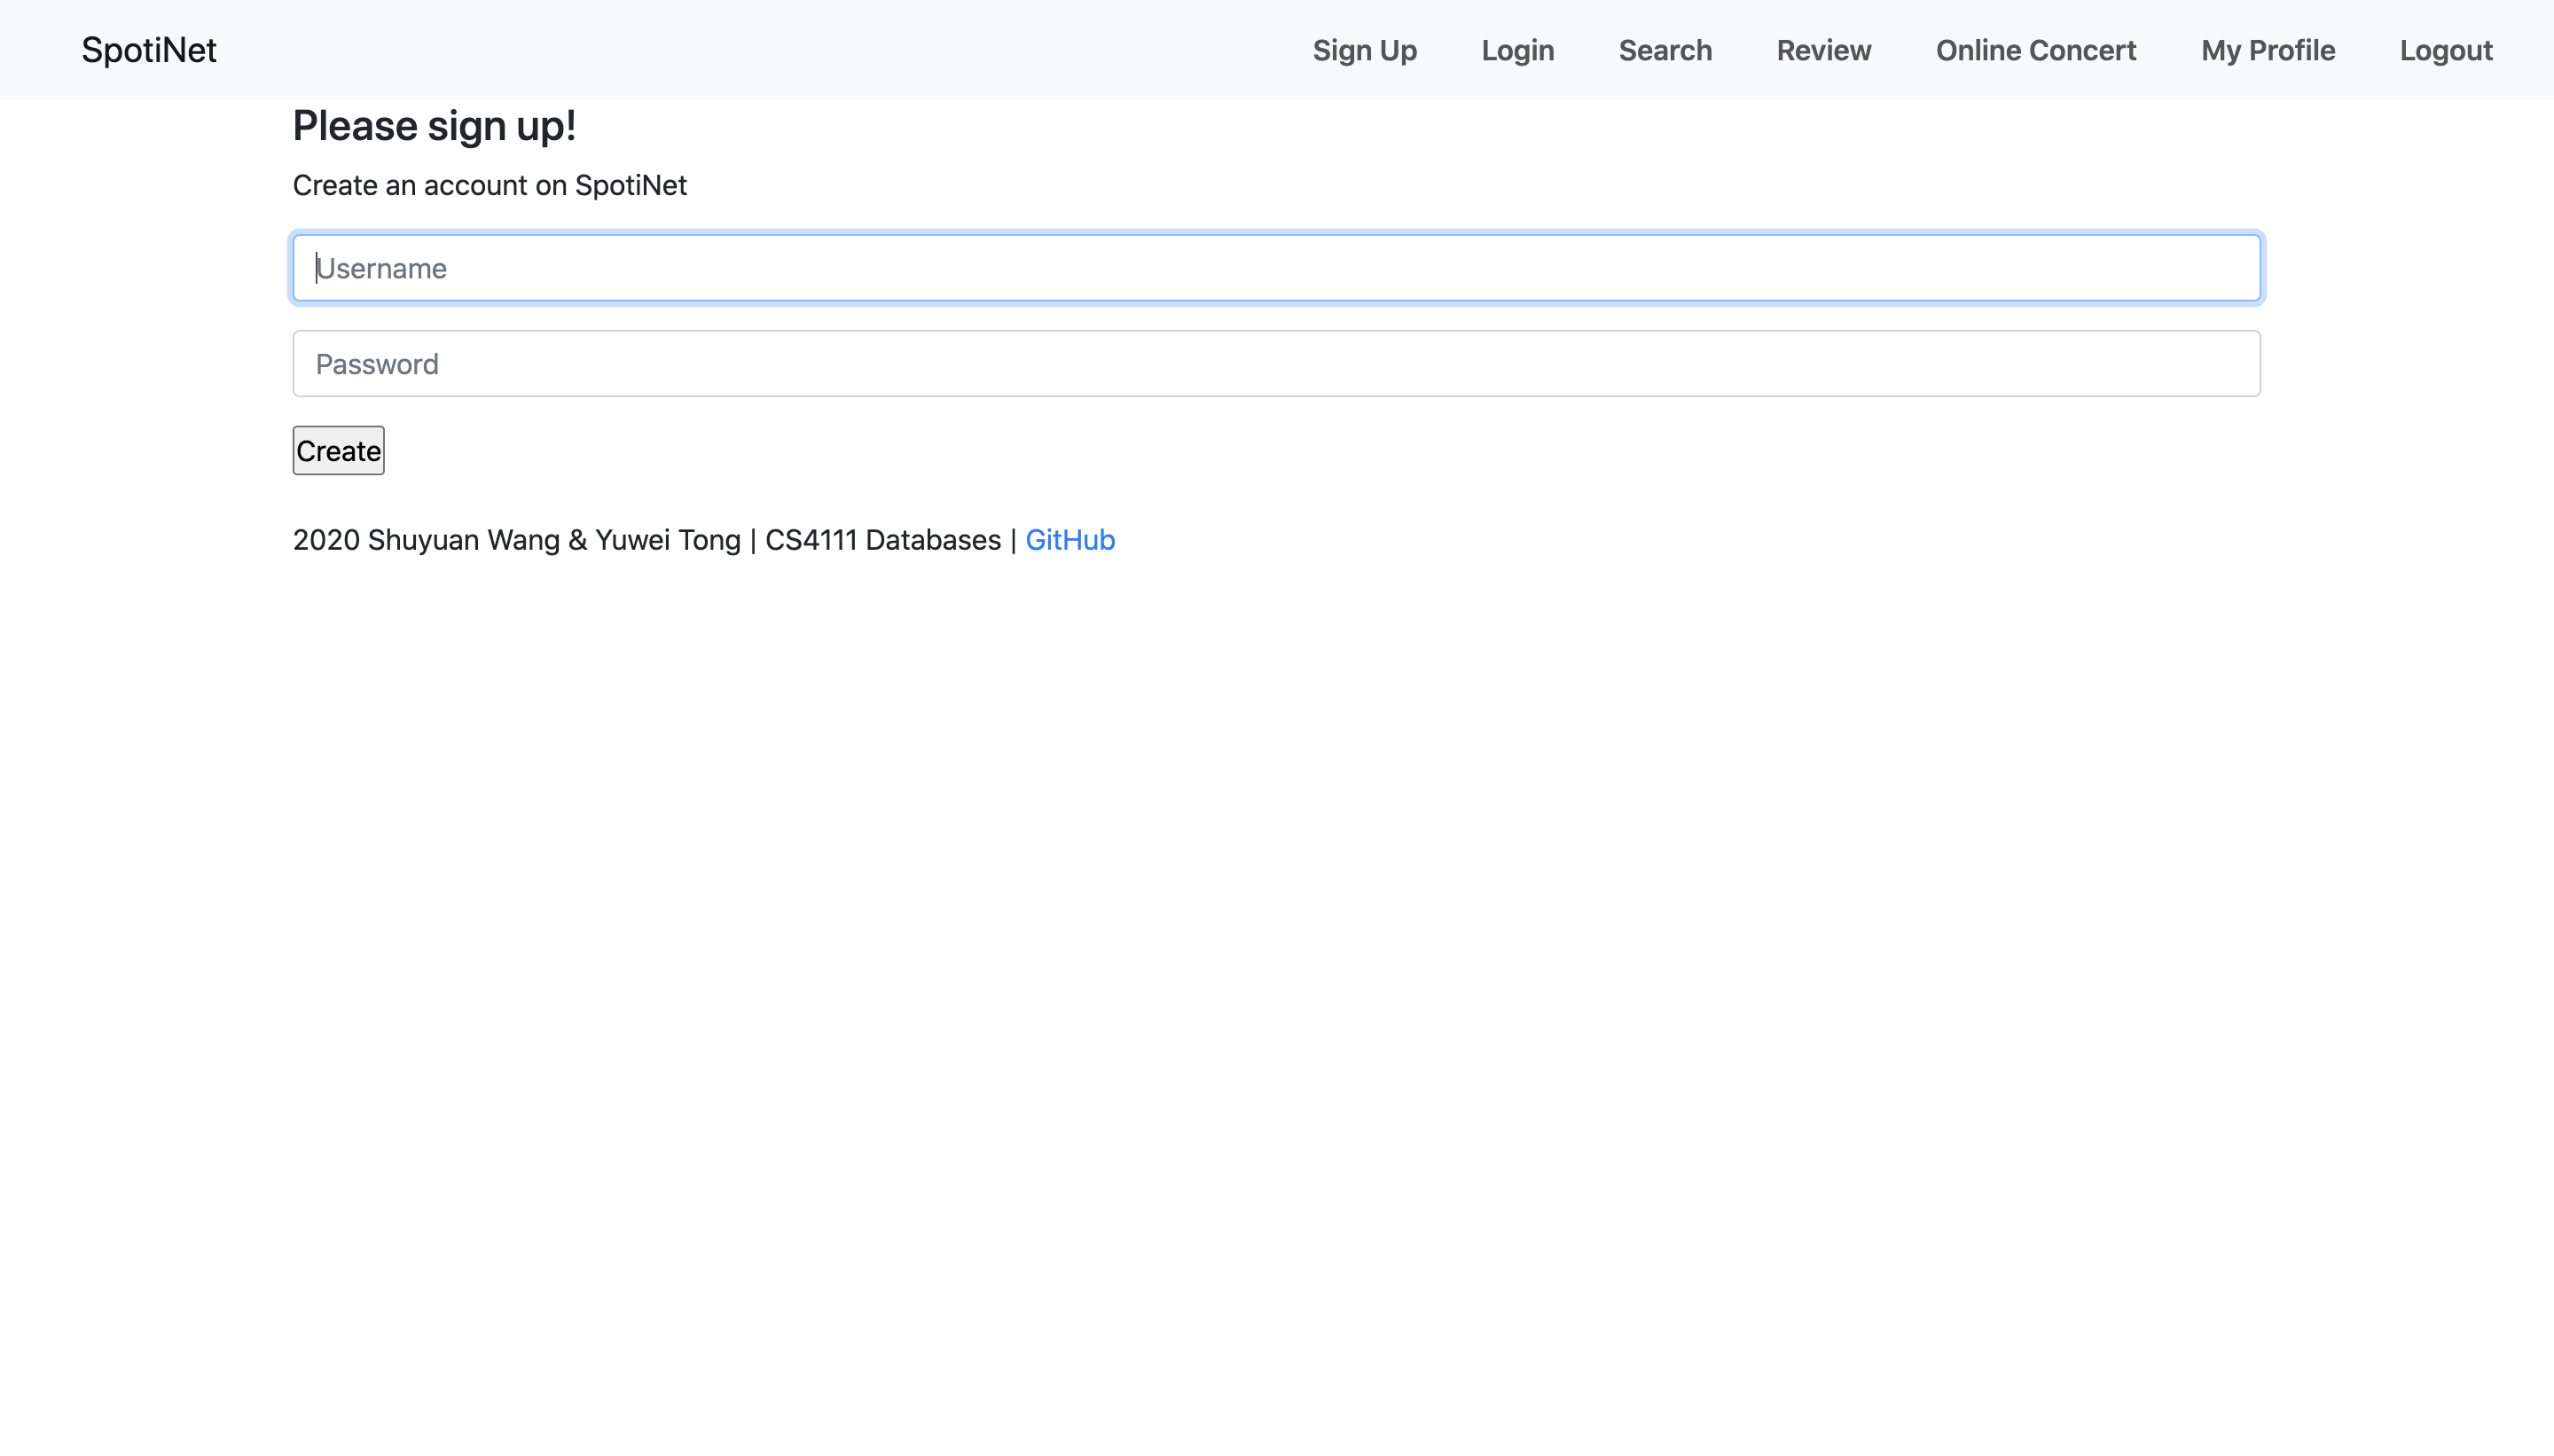 SpotiNet Sign Up Login Search Review Online Concert My Profile Logout
Please sign up!
Create an account on SpotiNet
Username
Password
Create
2020 Shuyuan Wang & Yuwei Tong | CS4111 Databases | GitHub